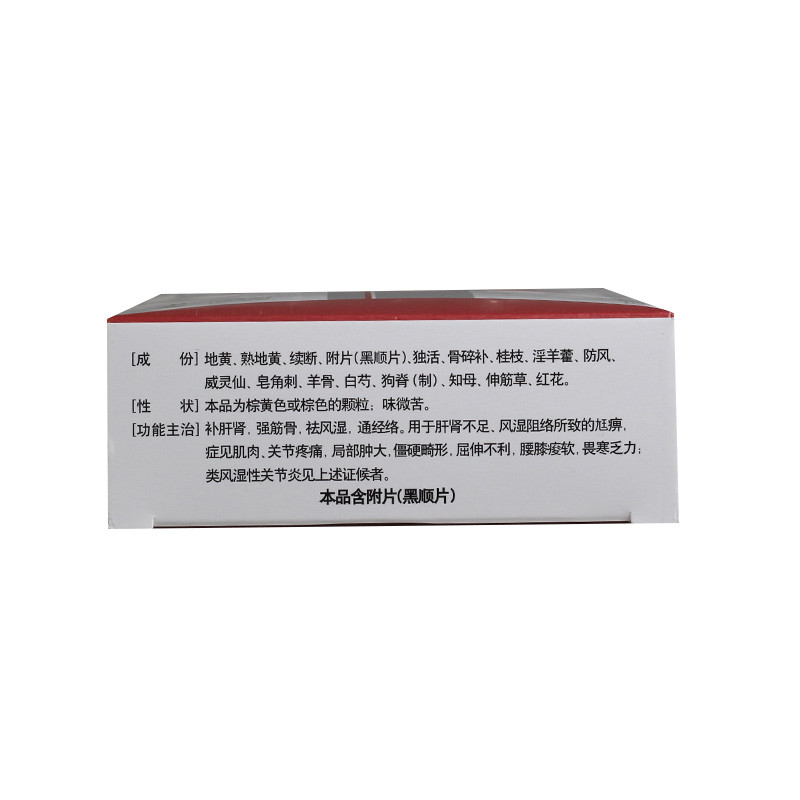 [成 份] 地黄、熟地黄、续断、附片(黑顺片)、独活、骨碎补、桂枝、淫羊藿、防风、
威灵仙、皂角刺、羊骨、白芍、狗脊(制)、知母、伸筋草、红花。
[性 状] 本品为棕黄色或棕色的颗粒；味微苦。
[功能主治] 补肝肾，强筋骨，祛风湿，通经络。用于肝肾不足、风湿阻络所致的尪痹，
症见肌肉、关节疼痛，局部肿大，僵硬畸形，屈伸不利，腰膝痠软，畏寒乏力；
类风湿性关节炎见上述证候者。
本品含附片(黑顺片)